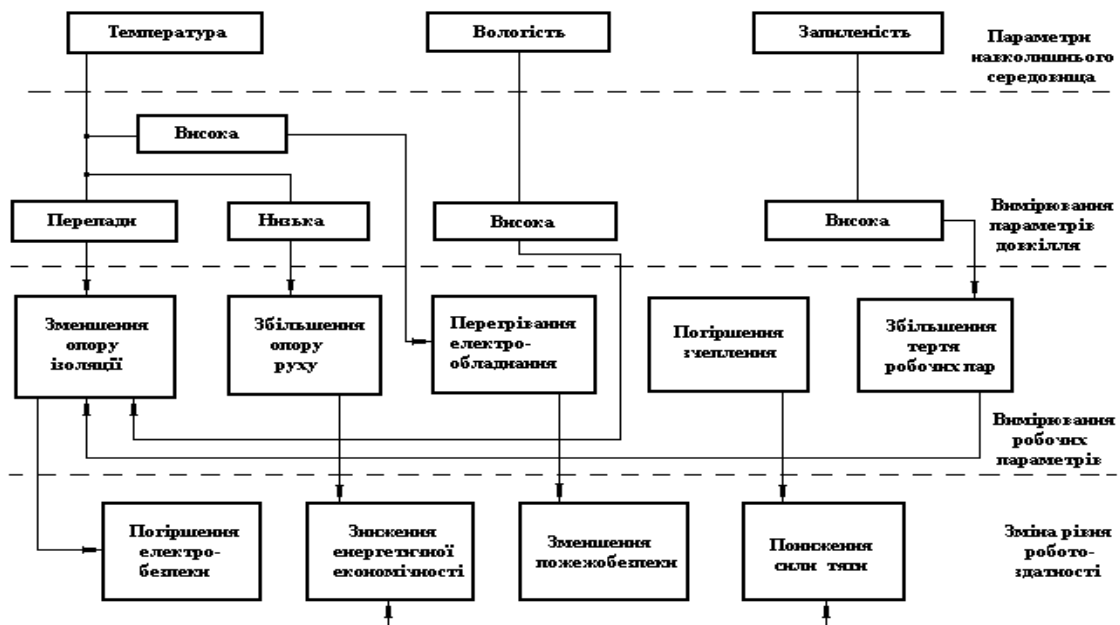 Температура
Вологість
Запиленість
Параметри
навколишнього
середовища
Висока
Перепади
Низька
Висока
Висока
Вимірювання
параметрів
довкілля
Зменшення
опору
ізоляції
Збільшення
опору
руху
Перегрівання
електро-
обладнання
Погіршення
зчеплення
Збільшення
тертя
робочих пар
Вимірювання
робочих
параметрів
Погіршення
електро-
безпеки
Зниження
енергетичної
економічності
Зменшення
пожежобезпеки
Пониження
сили тяги
Зміна рівня
робото-
здатності